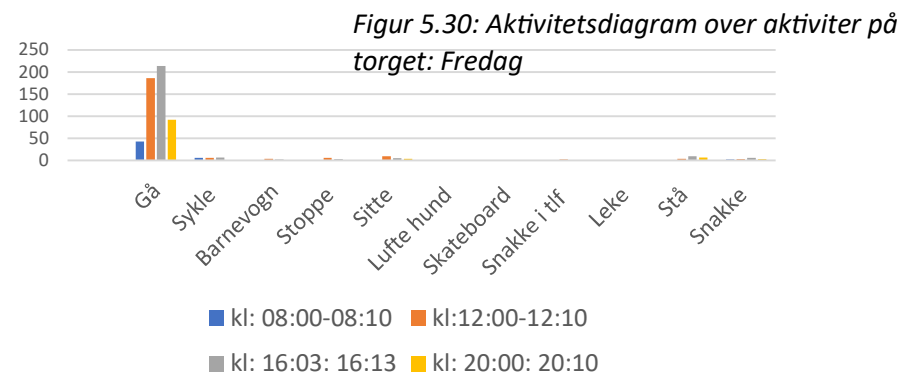 Figur 5.30: Aktivitetsdiagram over aktiviter på
torget: Fredag
250
200
150
100
50
0
Gå
Sykle
Barnevogn
Stoppe
Sitte
Lufte hund
Skateboard
Snakke i tlf
Leke
Stå
Snakke
kl: 08:00-08:10 kl:12:00-12:10
kl: 16:03: 16:13 kl: 20:00: 20:10